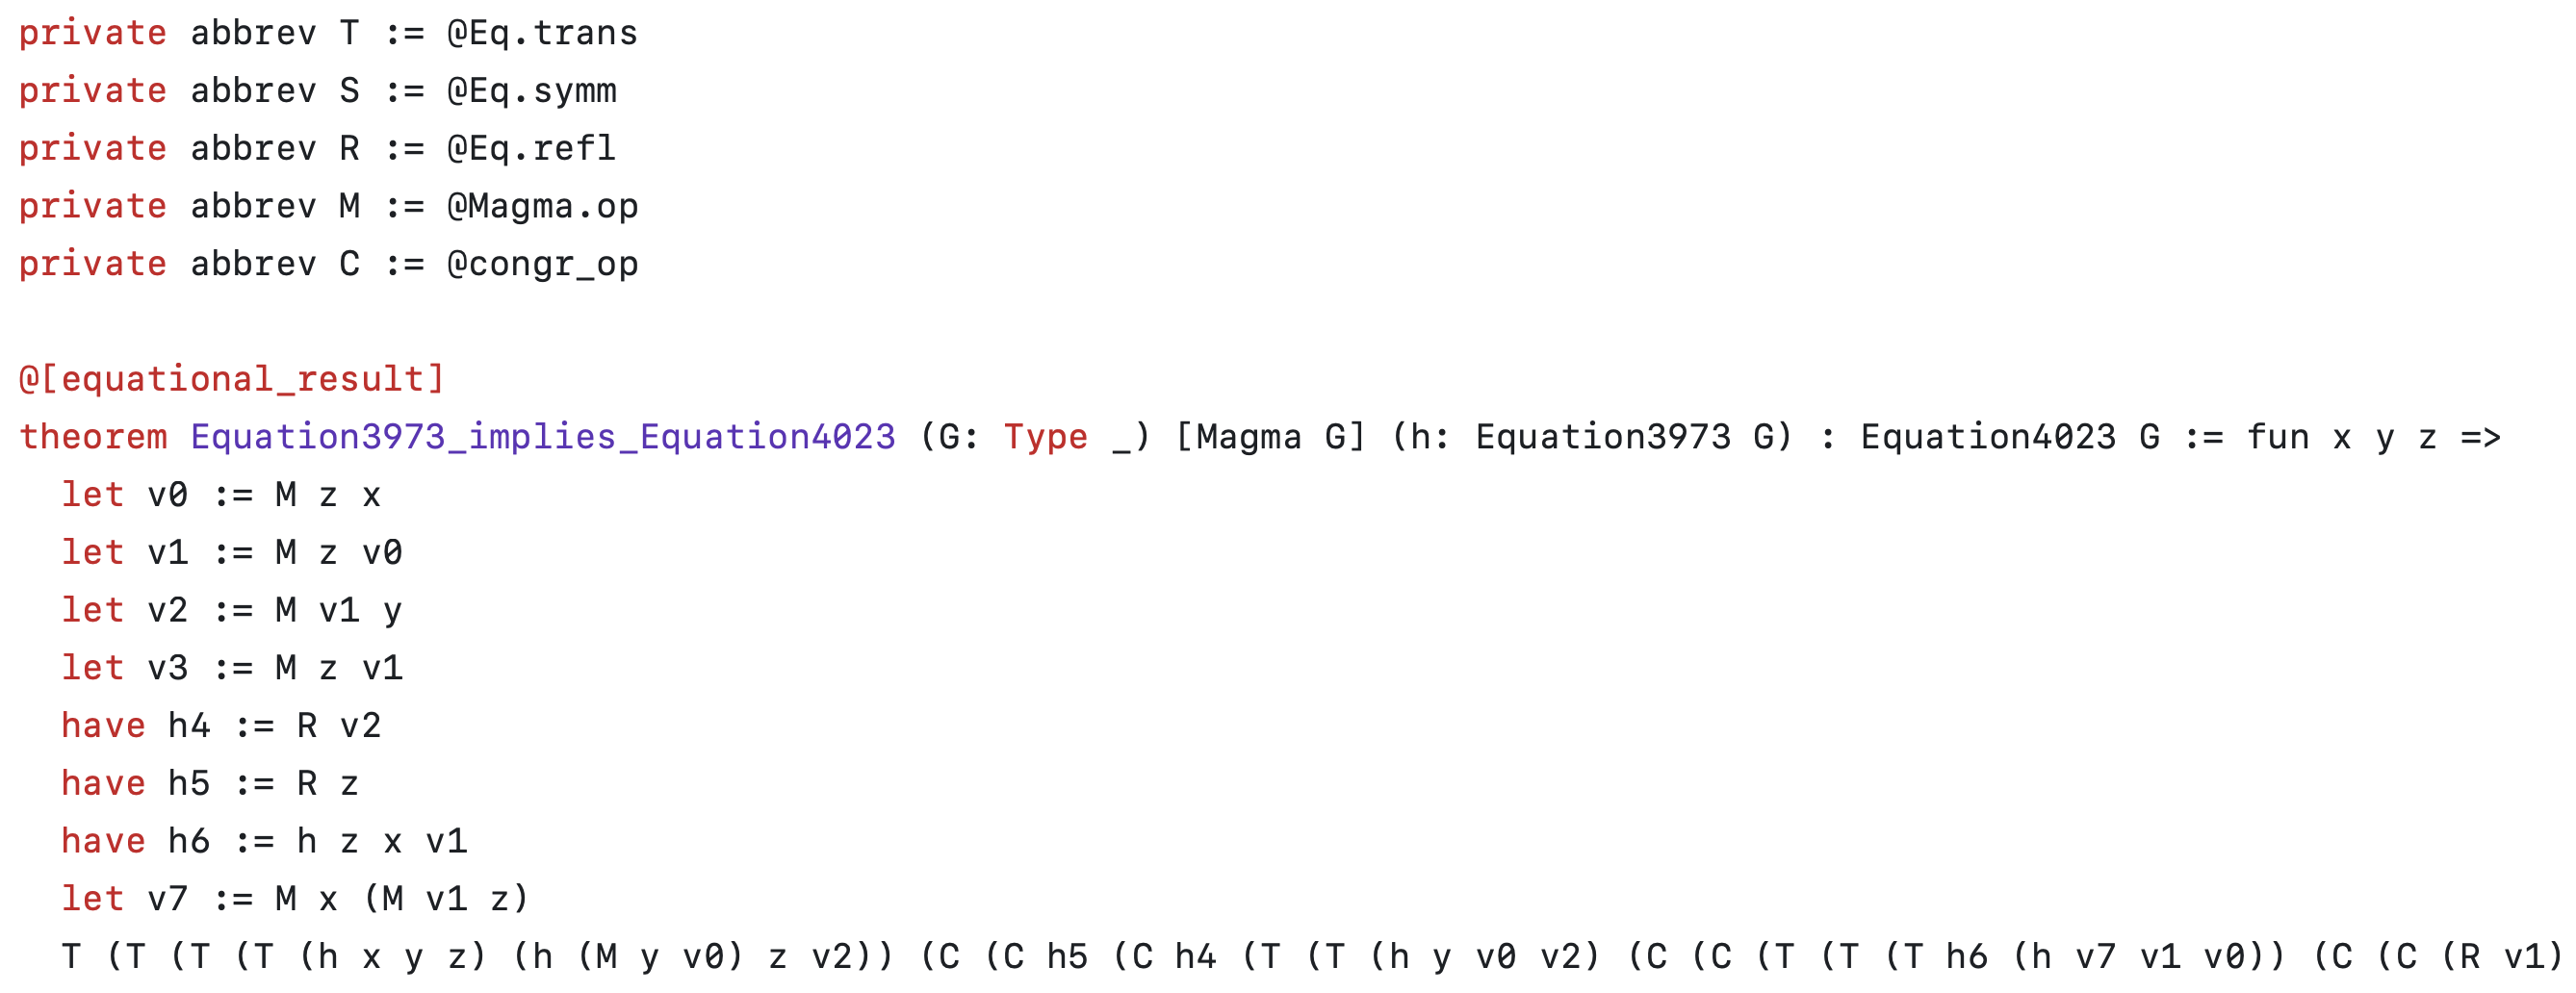 private abbrev T := @Eq.trans
private abbrev S := @Eq.symm
private abbrev R := @Eq.refl
private abbrev M := @Magma.op
private abbrev C := @congr_op

@[equational_result]
theorem Equation3973_implies_Equation4023 (G: Type _) [Magma G] (h: Equation3973 G) : Equation4023 G := fun x y z =>
  let v0 := M z x
  let v1 := M z v0
  let v2 := M v1 y
  let v3 := M z v1
  have h4 := R v2
  have h5 := R z
  have h6 := h z x v1
  let v7 := M x (M v1 z)
  T (T (T (T (h x y z) (h (M y v0) z v2)) (C (C h5 (C h4 (T (T (h y v0 v2) (C (C (T (T (T h6 (h v7 v1 v0)) (C (C (R v1)